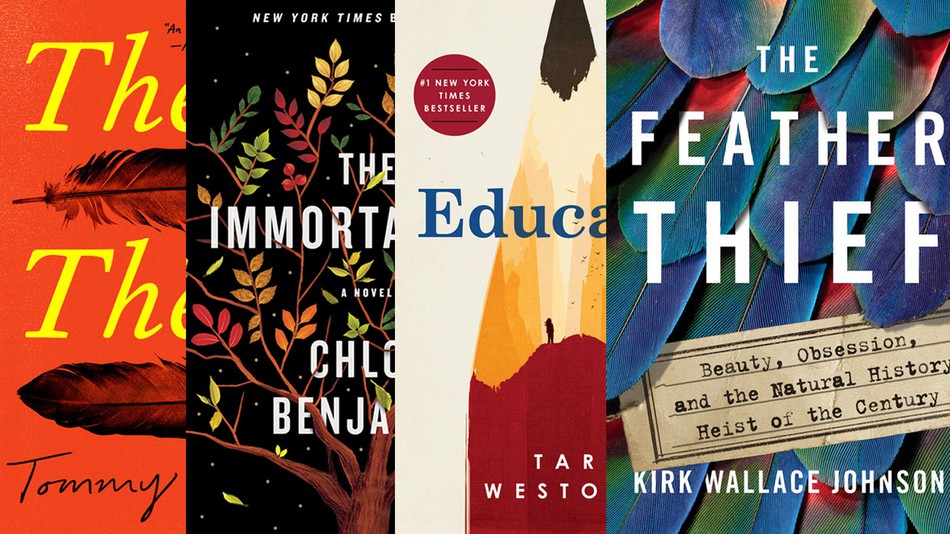 "An
The
The
Tommy
NEW YORK TIMES B
THE
IMMORTA
A NOVEL
CHLO
BENJA
#1 NEW YORK
TIMES
BESTSELLER
Educa
TAR
WESTO
THE
FEATHER
THIEF
Beauty, Obsession,
and the Natural History
Heist of the Century
KIRK WALLACE JOHNSON